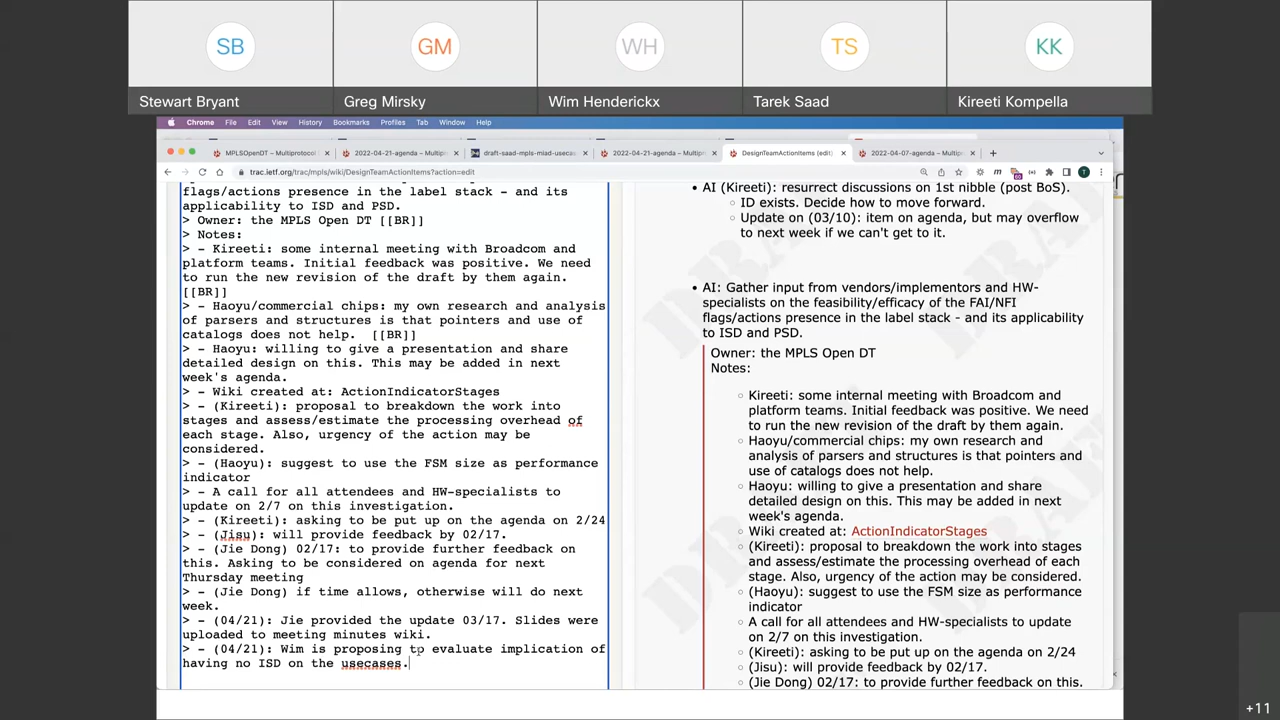 SB
GM
WH
TS
KK
Stewart Bryant
Greg Mirsky
Wim Henderickx
Tarek Saad
Kireeti Kompella
Chrome File Edit View History Bookmarks Profiles Tab Window Help
MPLSOpenDT – Multiprotocol
2022-04-21-agenda – Multipr
draft-saad-mpls-miad-useca
2022-04-21-agenda – Multipr
DesignTeamActionItems (edit)
2022-04-07-agenda – Multipr
trac.ietf.org/trac/mpls/wiki/DesignTeamActionItems?action=edit
flags/actions presence in the label stack - and its
applicability to ISD and PSD.
> Owner: the MPLS Open DT [[BR]]
> Notes:
> - Kireeti: some internal meeting with Broadcom and
platform teams. Initial feedback was positive. We need
to run the new revision of the draft by them again.
[[BR]]
> - Haoyu/commercial chips: my own research and analysis
of parsers and structures is that pointers and use of
catalogs does not help.  [[BR]]
> - Haoyu: willing to give a presentation and share
detailed design on this. This may be added in next
week's agenda.
> - Wiki created at: ActionIndicatorStages
> - (Kireeti): proposal to breakdown the work into
stages and assess/estimate the processing overhead of
each stage. Also, urgency of the action may be
considered.
> - (Haoyu): suggest to use the FSM size as performance
indicator
> - A call for all attendees and HW-specialists to
update on 2/7 on this investigation.
> - (Kireeti): asking to be put up on the agenda on 2/24
> - (Jisu): will provide feedback by 02/17.
> - (Jie Dong) 02/17: to provide further feedback on
this. Asking to be considered on agenda for next
Thursday meeting
> - (Jie Dong) if time allows, otherwise will do next
week.
> - (04/21): Jie provided the update 03/17. Slides were
uploaded to meeting minutes wiki.
> - (04/21): Wim is proposing to evaluate implication of
having no ISD on the usecases.
• AI (Kireeti): resurrect discussions on 1st nibble (post BoS).
◦ ID exists. Decide how to move forward.
◦ Update on (03/10): item on agenda, but may overflow
to next week if we can't get to it.
• AI: Gather input from vendors/implementors and HW-
specialists on the feasibility/efficacy of the FAI/NFI
flags/actions presence in the label stack - and its applicability
to ISD and PSD.
Owner: the MPLS Open DT
Notes:
◦ Kireeti: some internal meeting with Broadcom and
platform teams. Initial feedback was positive. We need
to run the new revision of the draft by them again.
◦ Haoyu/commercial chips: my own research and
analysis of parsers and structures is that pointers and
use of catalogs does not help.
◦ Haoyu: willing to give a presentation and share
detailed design on this. This may be added in next
week's agenda.
◦ Wiki created at: ActionIndicatorStages
◦ (Kireeti): proposal to breakdown the work into stages
and assess/estimate the processing overhead of each
stage. Also, urgency of the action may be considered.
◦ (Haoyu): suggest to use the FSM size as performance
indicator
◦ A call for all attendees and HW-specialists to update
on 2/7 on this investigation.
◦ (Kireeti): asking to be put up on the agenda on 2/24
◦ (Jisu): will provide feedback by 02/17.
◦ (Jie Dong) 02/17: to provide further feedback on this.
DRAFT
+11